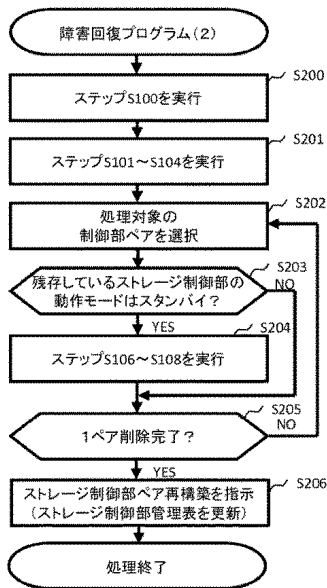 障害回復プログラム(2)
S200
ステップS100を実行
S201
ステップS101～S104を実行
S202
処理対象の
制御部ペアを選択
S203
残存しているストレージ制御部の
動作モードはスタンバイ?
NO
YES
S204
ステップS106～S108を実行
S205
1ペア削除完了?
NO
YES
S206
ストレージ制御部ペア再構築を指示
(ストレージ制御部管理表を更新)
処理終了